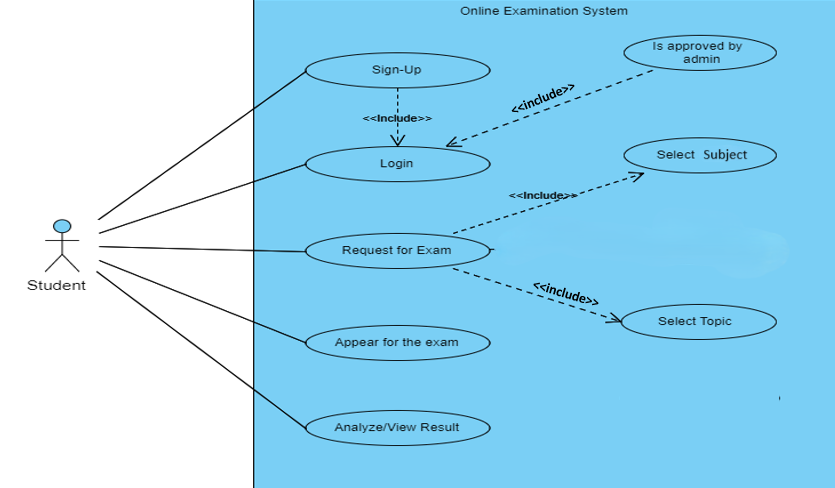 Online Examination System
Is approved by
admin
Sign-Up
<<include>>
<<Include>>
Select Subject
Login
<<Include>>
Request for Exam
Student
<<include>>
Select Topic
Appear for the exam
Analyze/View Result